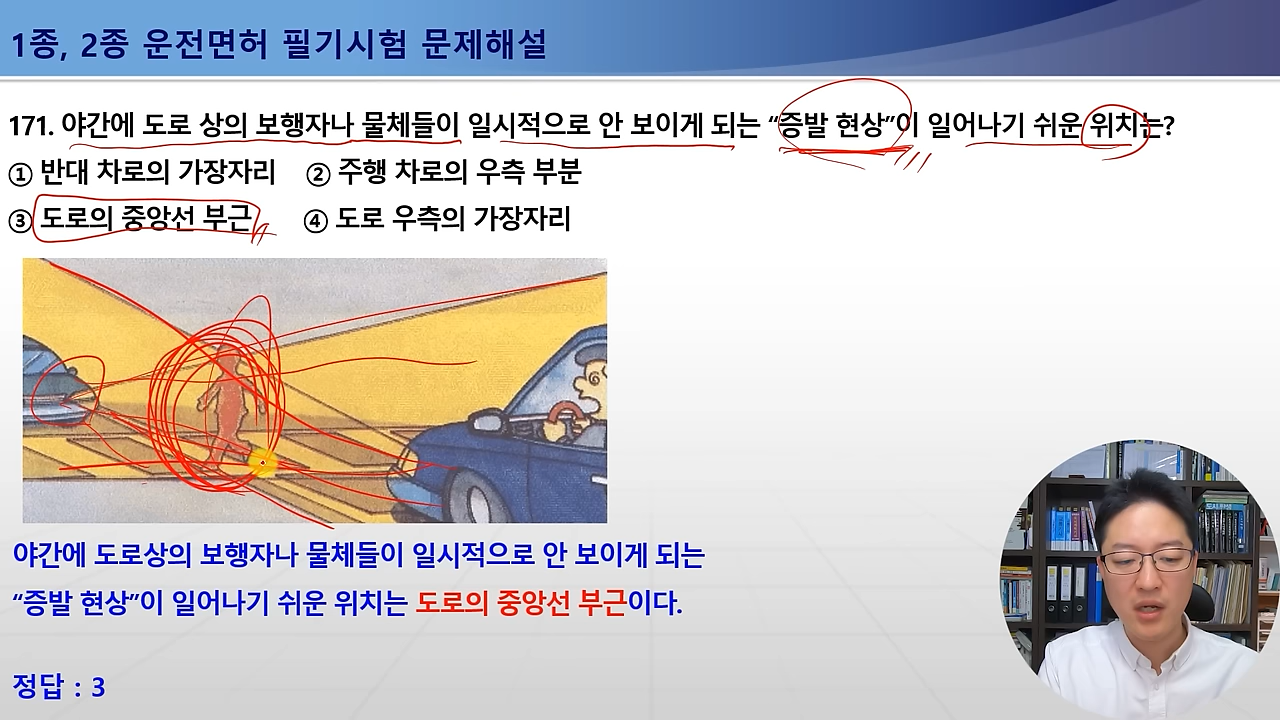 1종, 2종 운전면허 필기시험 문제해설
171. 야간에 도로 상의 보행자나 물체들이 일시적으로 안 보이게 되는 “증발 현상”이 일어나기 쉬운 위치는?
① 반대 차로의 가장자리 ② 주행 차로의 우측 부분
③ 도로의 중앙선 부근 ④ 도로 우측의 가장자리
야간에 도로상의 보행자나 물체들이 일시적으로 안 보이게 되는
“증발 현상”이 일어나기 쉬운 위치는 도로의 중앙선 부근이다.
정답 : 3